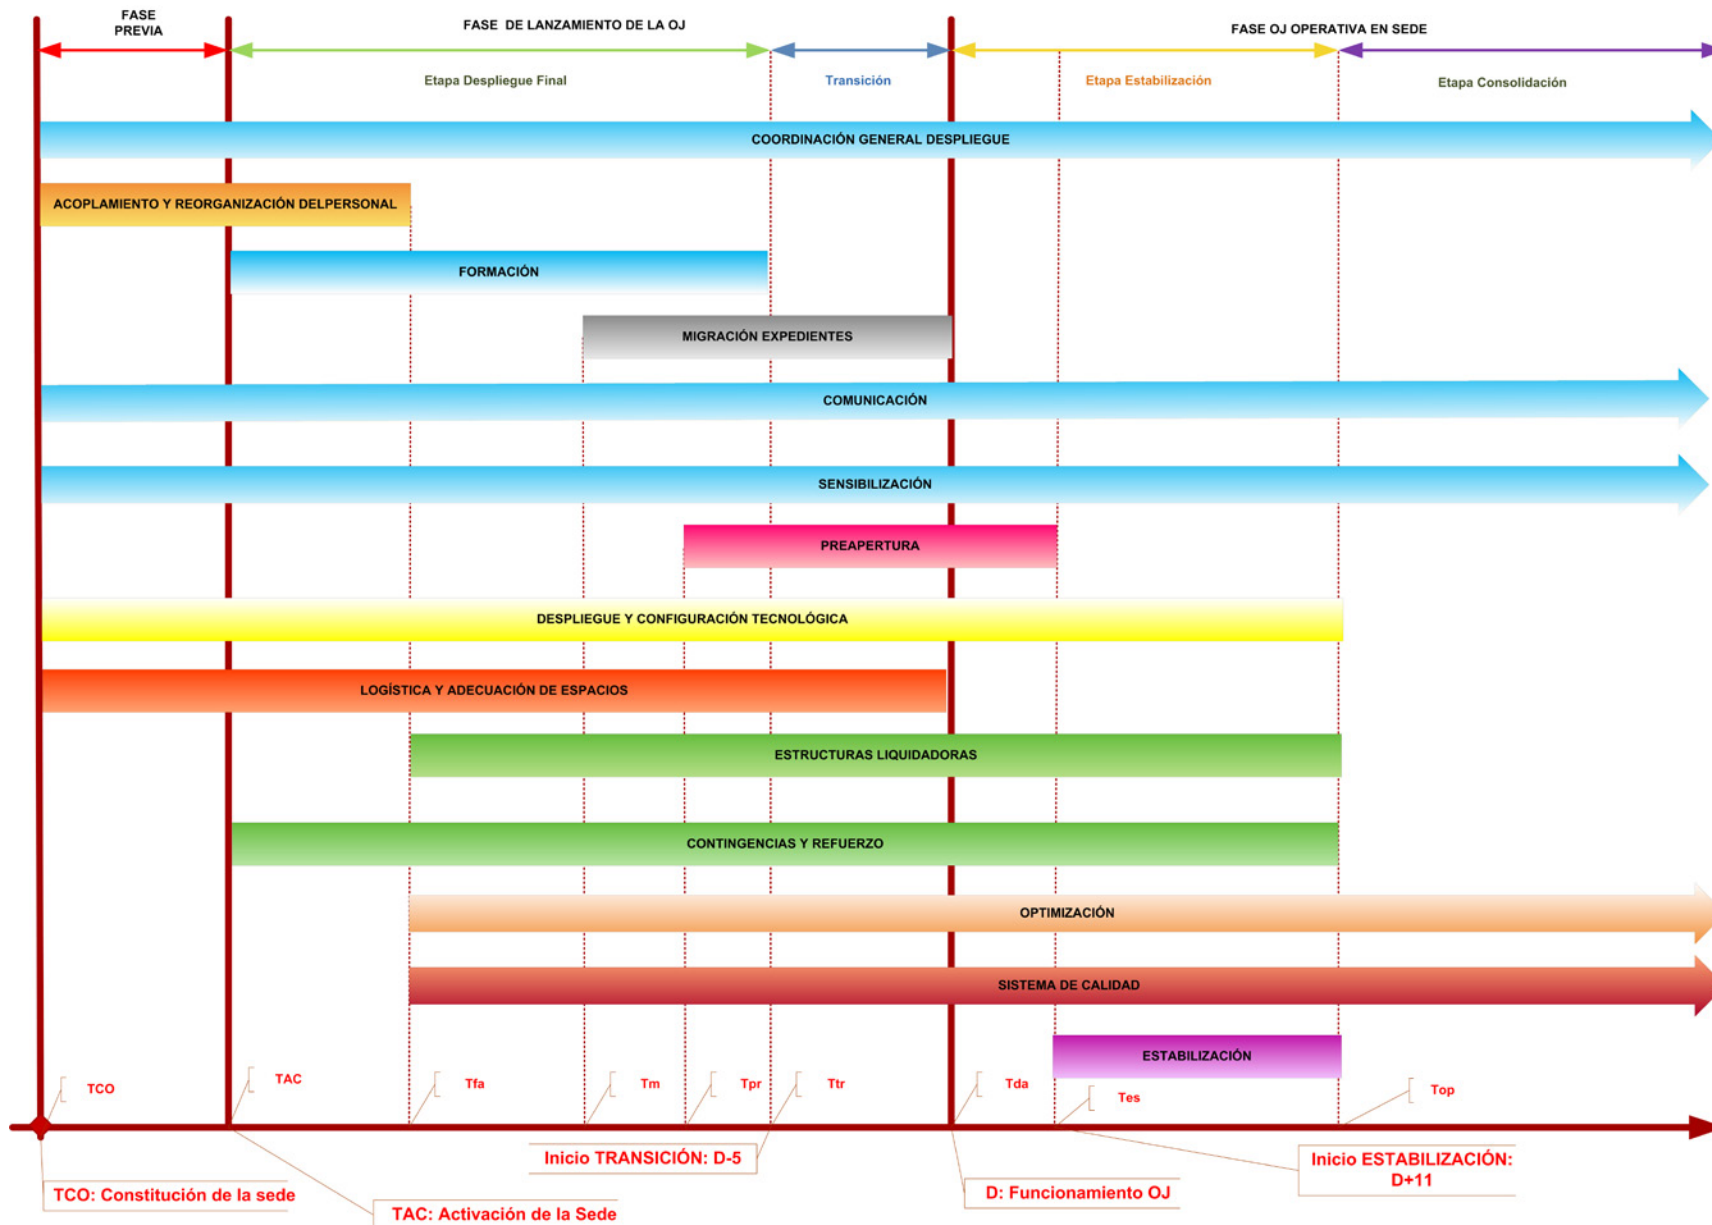 FASE
PREVIA
FASE DE LANZAMIENTO DE LA OJ
FASE OJ OPERATIVA EN SEDE
Etapa Despliegue Final
Transición
Etapa Estabilización
Etapa Consolidación
COORDINACIÓN GENERAL DESPLIEGUE
ACOPLAMIENTO Y REORGANIZACIÓN DELPERSONAL
FORMACIÓN
MIGRACIÓN EXPEDIENTES
COMUNICACIÓN
SENSIBILIZACIÓN
PREAPERTURA
DESPLIEGUE Y CONFIGURACIÓN TECNOLÓGICA
LOGÍSTICA Y ADECUACIÓN DE ESPACIOS
ESTRUCTURAS LIQUIDADORAS
CONTINGENCIAS Y REFUERZO
OPTIMIZACIÓN
SISTEMA DE CALIDAD
ESTABILIZACIÓN
TCO
TAC
Tfa
Tm
Tpr
Ttr
Tda
Tes
Top
Inicio TRANSICIÓN: D-5
Inicio ESTABILIZACIÓN:
D+11
TCO: Constitución de la sede
D: Funcionamiento OJ
TAC: Activación de la Sede